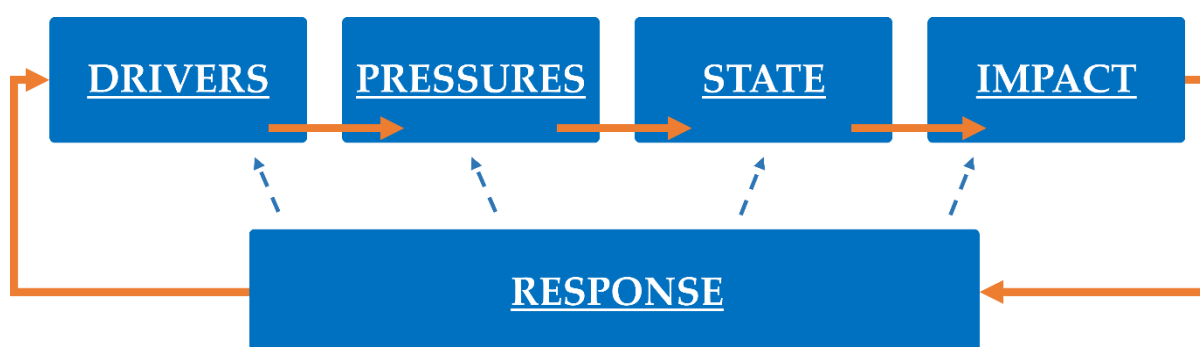 DRIVERS
PRESSURES
STATE
IMPACT
RESPONSE